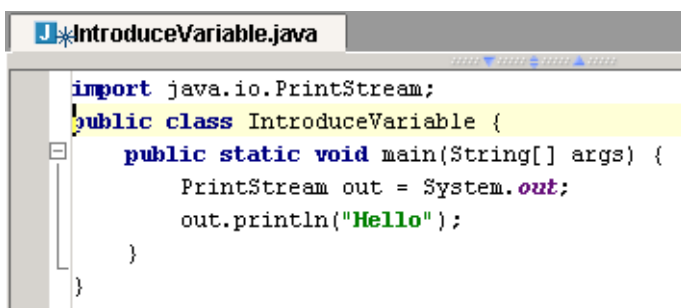 IntroduceVariable.java
import java.io.PrintStream;
public class IntroduceVariable {
    public static void main(String[] args) {
        PrintStream out = System.out;
        out.println("Hello");
    }
}